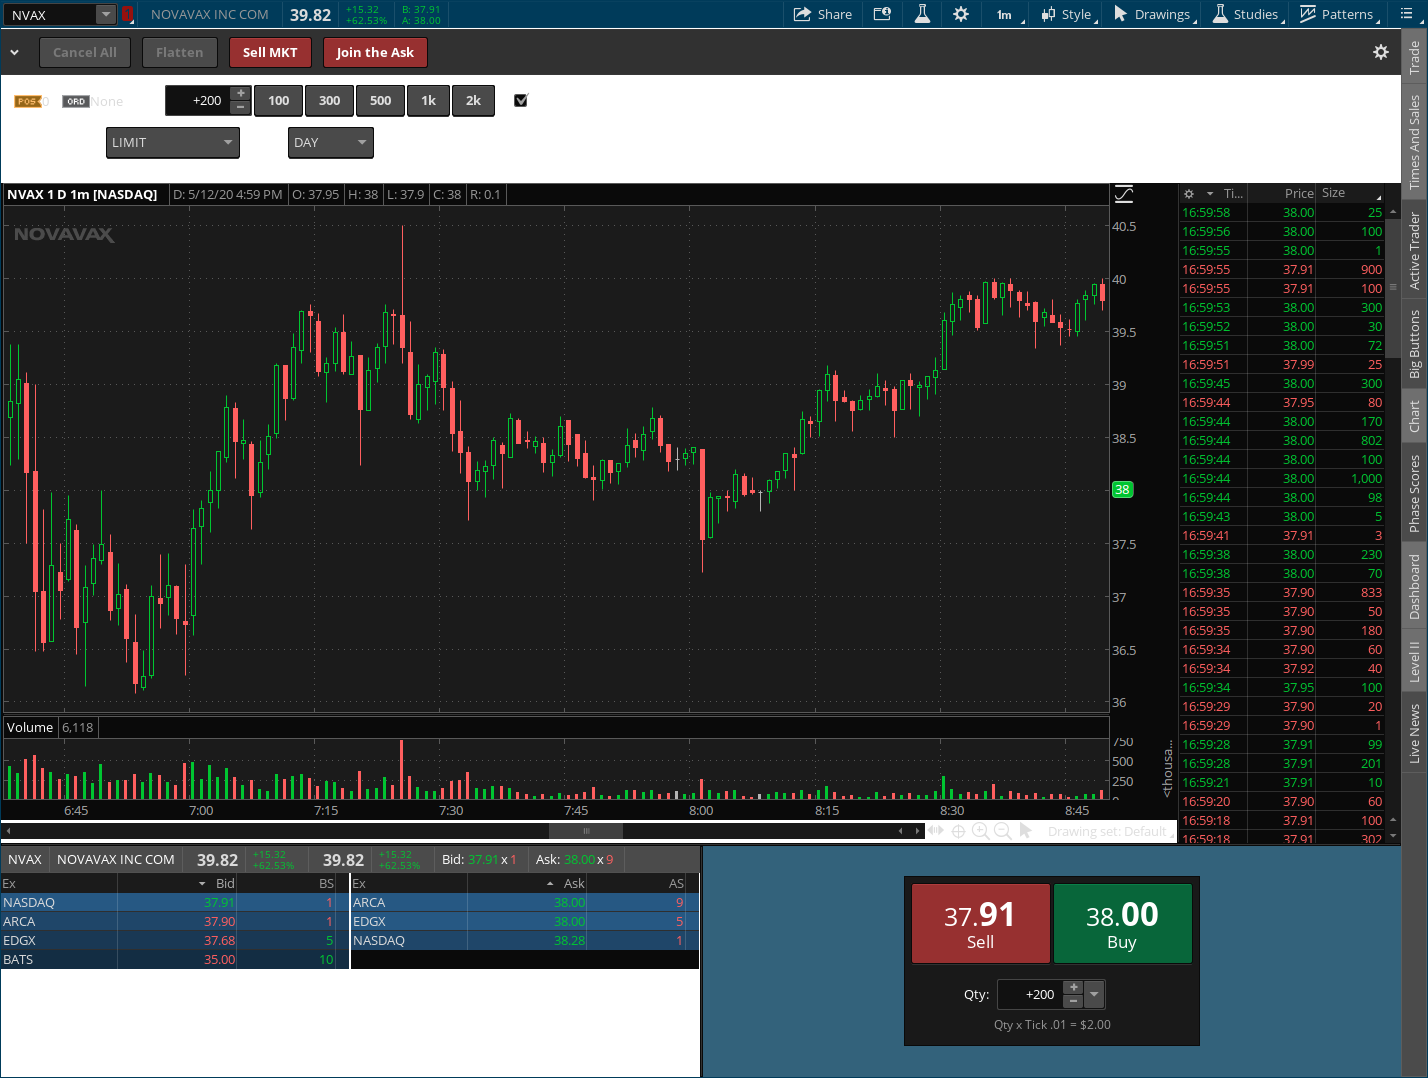 NVAX 1 NOVAVAX INC COM 39.82 +15.32 +62.53% B: 37.91 A: 38.00 Share 1m Style Drawings Studies Patterns
Cancel All Flatten Sell MKT Join the Ask
POS 0 ORD None +200 100 300 500 1k 2k
LIMIT DAY
NVAX 1 D 1m [NASDAQ] D: 5/12/20 4:59 PM O: 37.95 H: 38 L: 37.9 C: 38 R: 0.1
NOVAVAX
40.5
40
39.5
39
38.5
38
37.5
37
36.5
36
Volume 6,118
750
500
250
0
<thousa...
6:45 7:00 7:15 7:30 7:45 8:00 8:15 8:30 8:45
Drawing set: Default
Ti... Price Size
16:59:58 38.00 25
16:59:56 38.00 100
16:59:55 38.00 1
16:59:55 37.91 900
16:59:55 37.91 100
16:59:53 38.00 300
16:59:52 38.00 30
16:59:51 38.00 72
16:59:51 37.99 25
16:59:45 38.00 300
16:59:44 37.95 80
16:59:44 38.00 170
16:59:44 38.00 802
16:59:44 38.00 100
16:59:44 38.00 1,000
16:59:44 38.00 98
16:59:43 38.00 5
16:59:41 37.91 3
16:59:38 38.00 230
16:59:38 38.00 70
16:59:35 37.90 833
16:59:35 37.90 50
16:59:35 37.90 180
16:59:34 37.90 60
16:59:34 37.92 40
16:59:34 37.95 100
16:59:29 37.90 20
16:59:29 37.90 1
16:59:28 37.91 99
16:59:28 37.91 201
16:59:21 37.91 10
16:59:20 37.90 60
16:59:18 37.91 100
16:59:18 37.91 302
Trade
Times And Sales
Active Trader
Big Buttons
Chart
Phase Scores
Dashboard
Level II
Live News
NVAX NOVAVAX INC COM 39.82 +15.32 +62.53% 39.82 +15.32 +62.53% Bid: 37.91 x 1 Ask: 38.00 x 9
Ex Bid BS Ex Ask AS
NASDAQ 37.91 1 ARCA 38.00 9
ARCA 37.90 1 EDGX 38.00 5
EDGX 37.68 5 NASDAQ 38.28 1
BATS 35.00 10
37.91 38.00
Sell Buy
Qty: +200
Qty x Tick .01 = $2.00